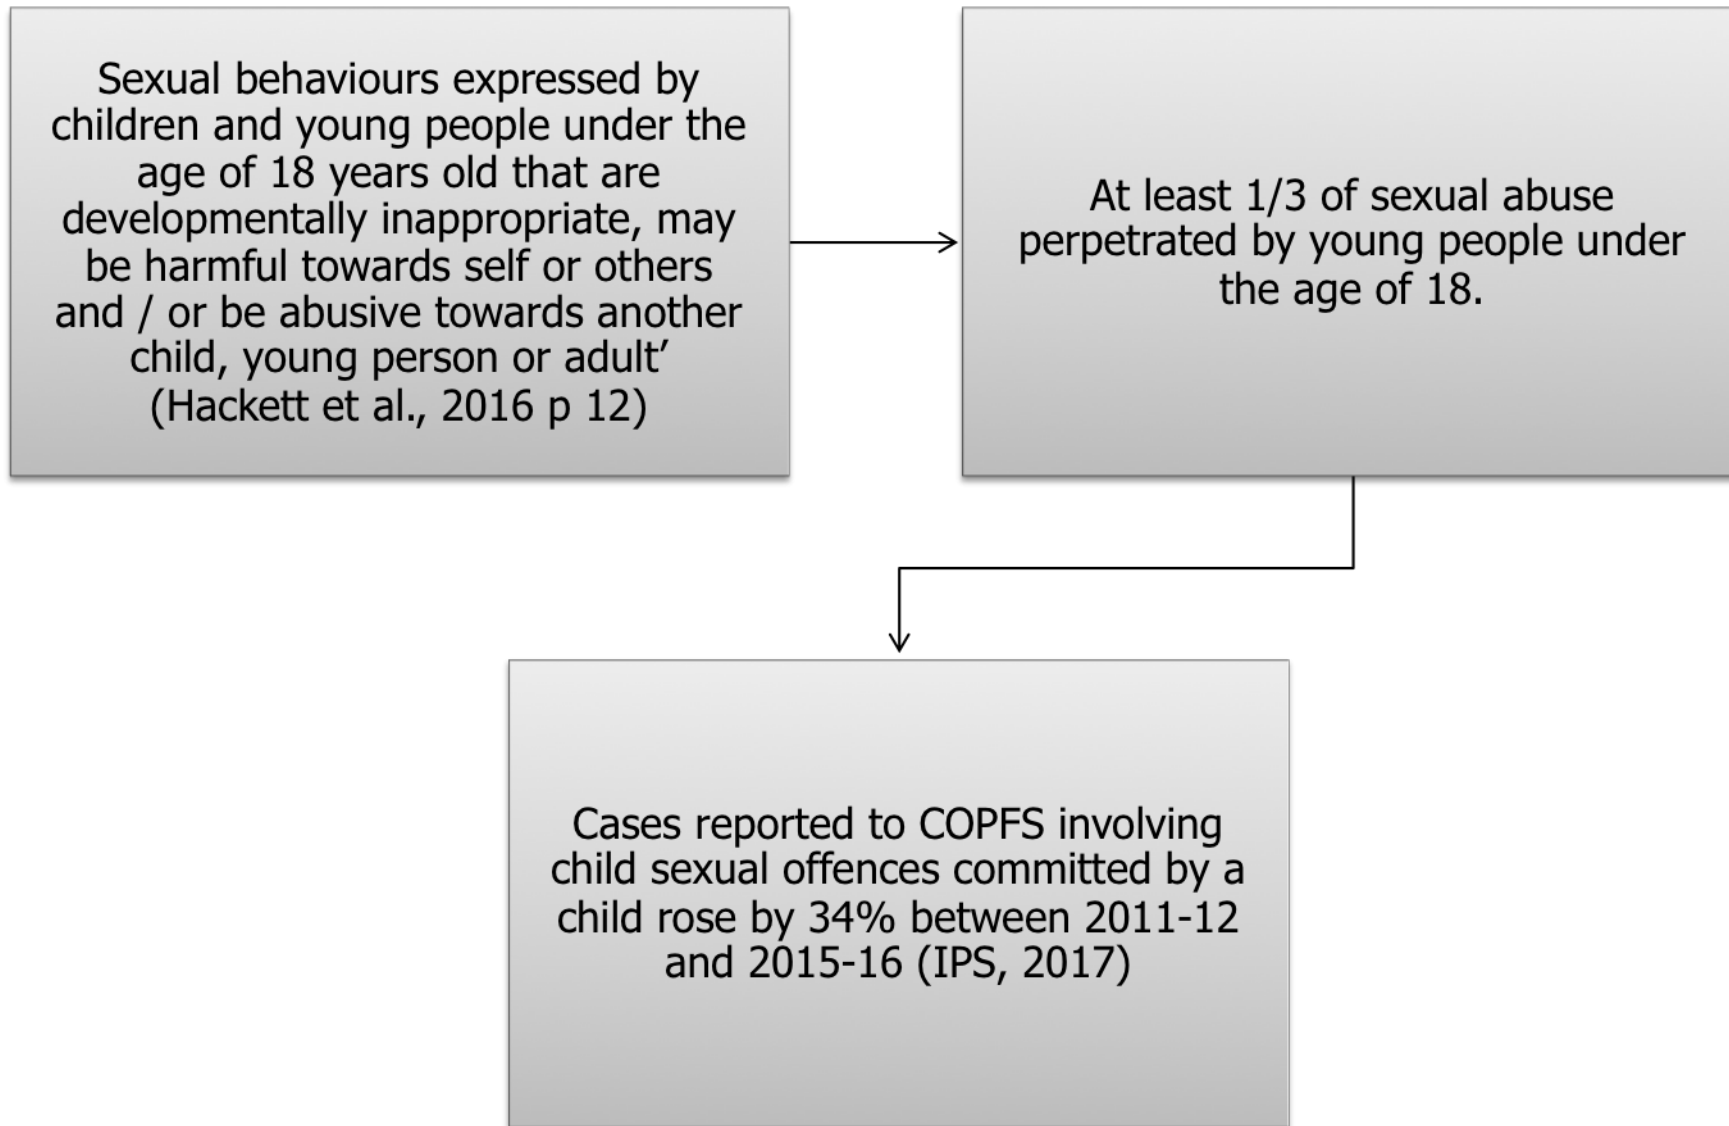 Sexual behaviours expressed by
children and young people under the
age of 18 years old that are
developmentally inappropriate, may
be harmful towards self or others
and / or be abusive towards another
child, young person or adult’
(Hackett et al., 2016 p 12)
At least 1/3 of sexual abuse
perpetrated by young people under
the age of 18.
Cases reported to COPFS involving
child sexual offences committed by a
child rose by 34% between 2011-12
and 2015-16 (IPS, 2017)